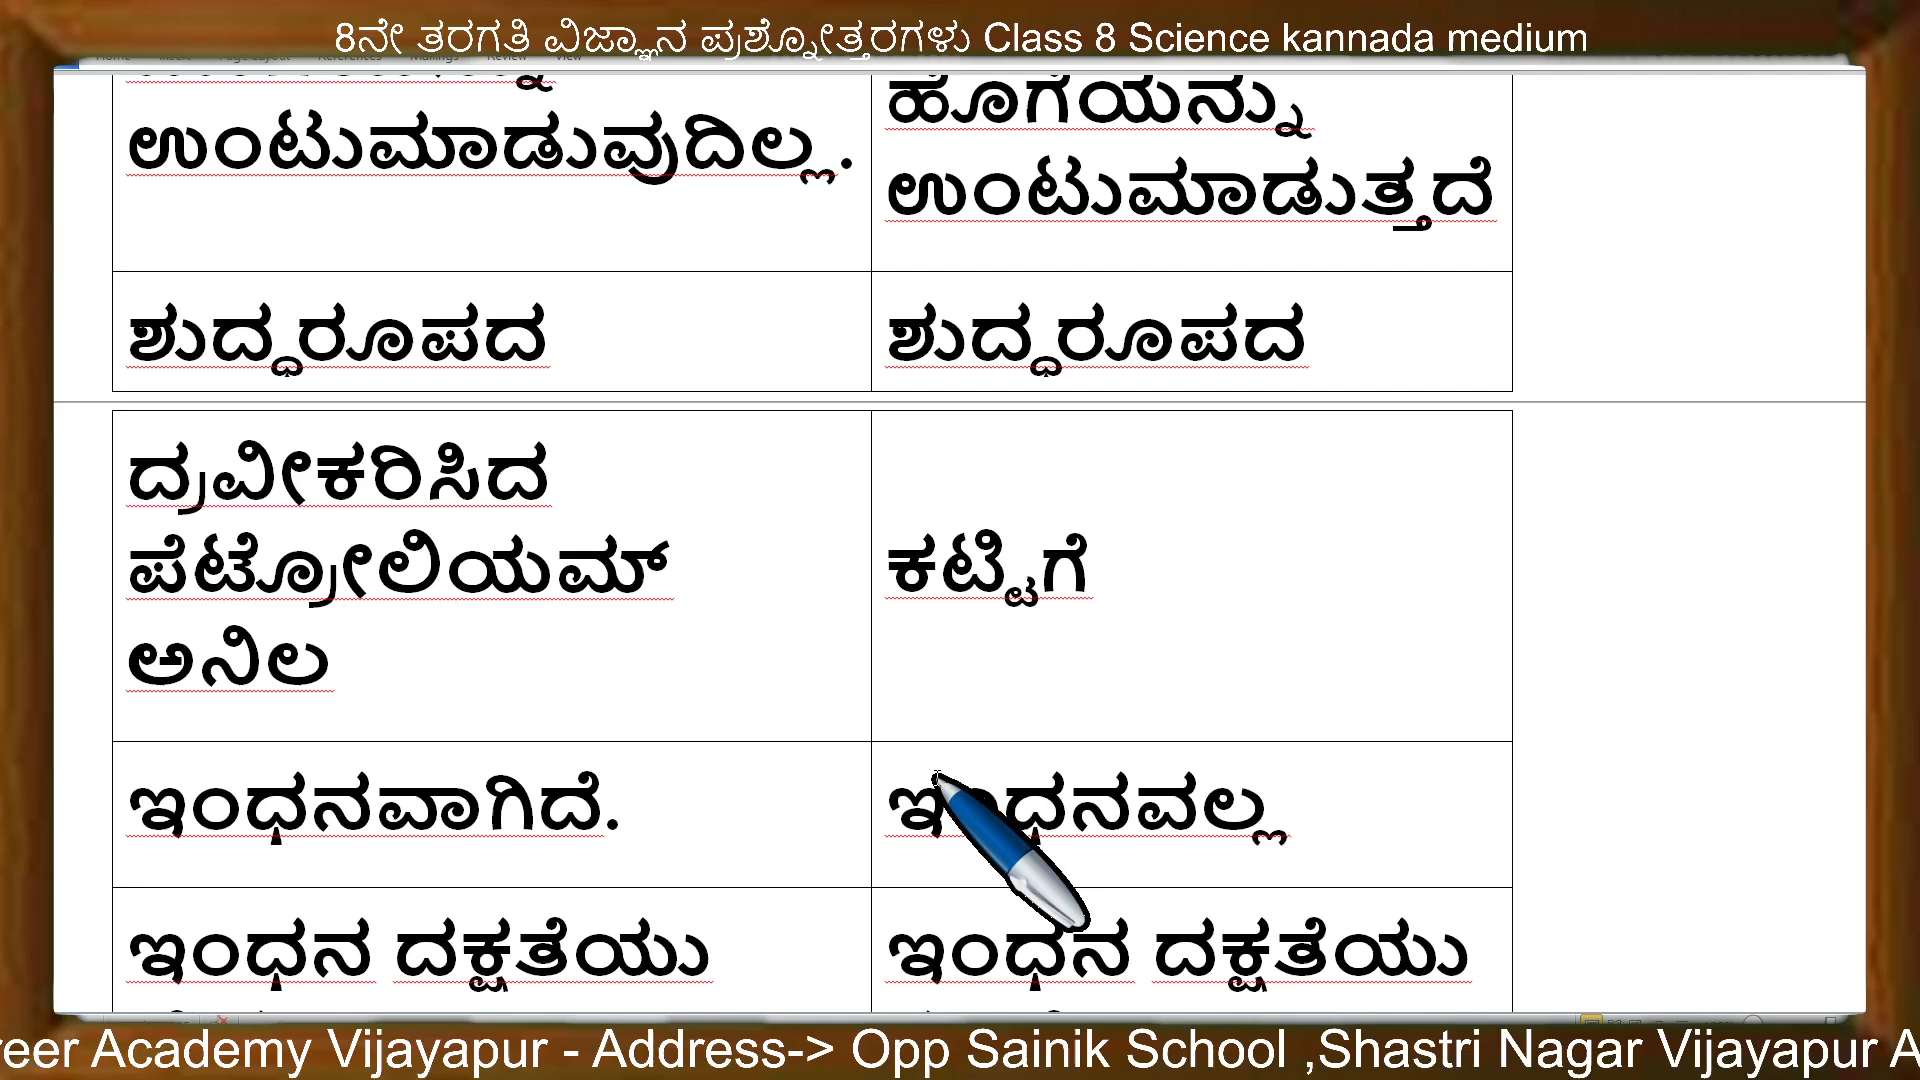 8ನೇ ತರಗತಿ ವಿಜ್ಞಾನ ಪ್ರಶ್ನೋತ್ತರಗಳು Class 8 Science kannada medium
ಹೊಗೆಯನ್ನು
ಉಂಟುಮಾಡುವುದಿಲ್ಲ.
ಉಂಟುಮಾಡುತ್ತದೆ
ಶುದ್ಧರೂಪದ
ಶುದ್ಧರೂಪದ
ದ್ರವೀಕರಿಸಿದ
ಪೆಟ್ರೋಲಿಯಮ್
ಅನಿಲ
ಕಟ್ಟಿಗೆ
ಇಂಧನವಾಗಿದೆ.
ಇಂಧನವಲ್ಲ
ಇಂಧನ ದಕ್ಷತೆಯು
ಇಂಧನ ದಕ್ಷತೆಯು
reer Academy Vijayapur - Address-> Opp Sainik School ,Shastri Nagar Vijayapur A